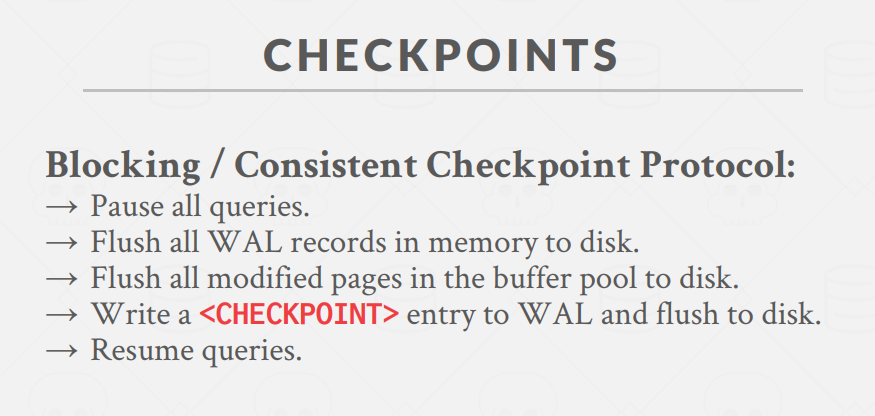 CHECKPOINTS
Blocking / Consistent Checkpoint Protocol:
→ Pause all queries.
→ Flush all WAL records in memory to disk.
→ Flush all modified pages in the buffer pool to disk.
→ Write a <CHECKPOINT> entry to WAL and flush to disk.
→ Resume queries.